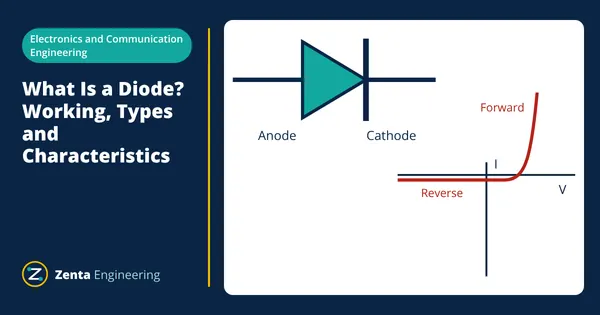 Electronics and Communication
Engineering
What Is a Diode?
Working, Types
and
Characteristics
Zenta Engineering
Anode
Cathode
Forward
I
V
Reverse